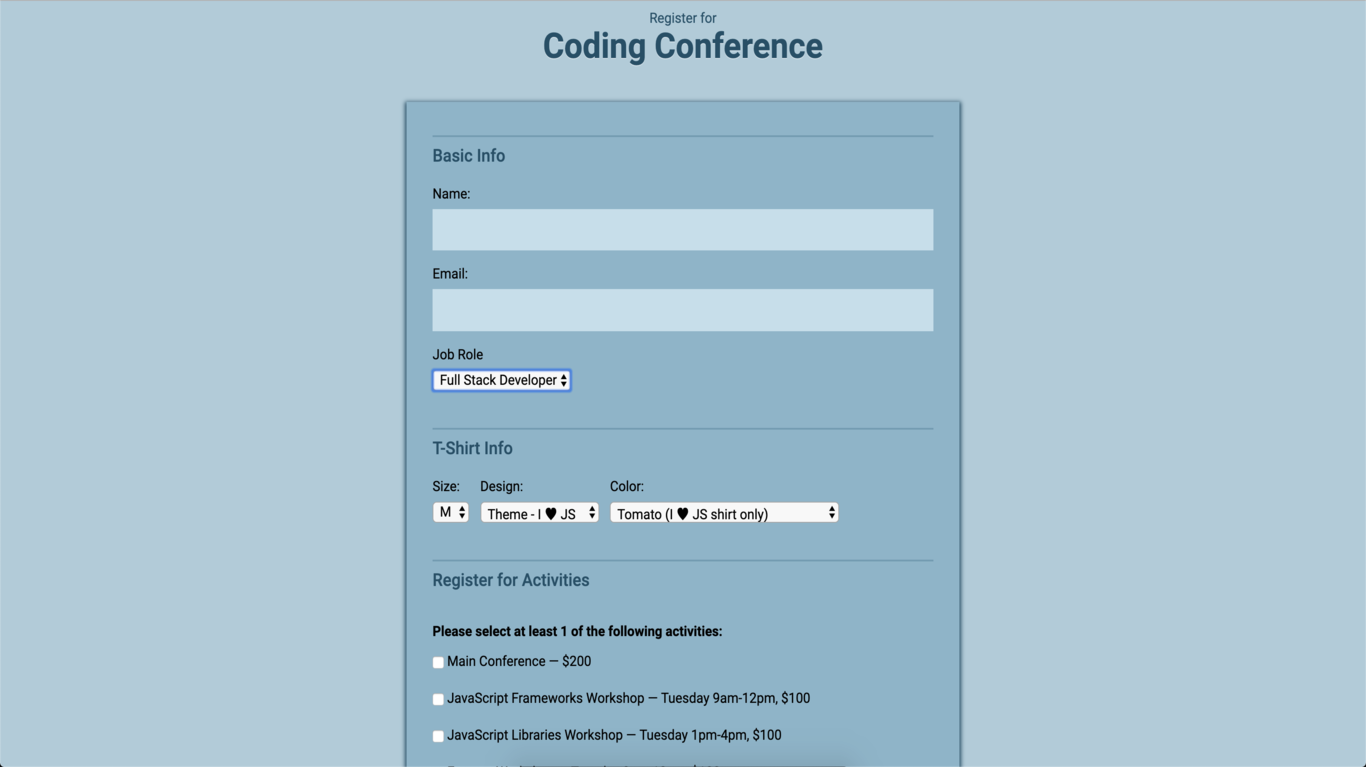 Register for
Coding Conference
Basic Info
Name:
Email:
Job Role
Full Stack Developer
T-Shirt Info
Size: Design: Color:
M Theme - I ♥ JS Tomato (I ♥ JS shirt only)
Register for Activities
Please select at least 1 of the following activities:
Main Conference — $200
JavaScript Frameworks Workshop — Tuesday 9am-12pm, $100
JavaScript Libraries Workshop — Tuesday 1pm-4pm, $100